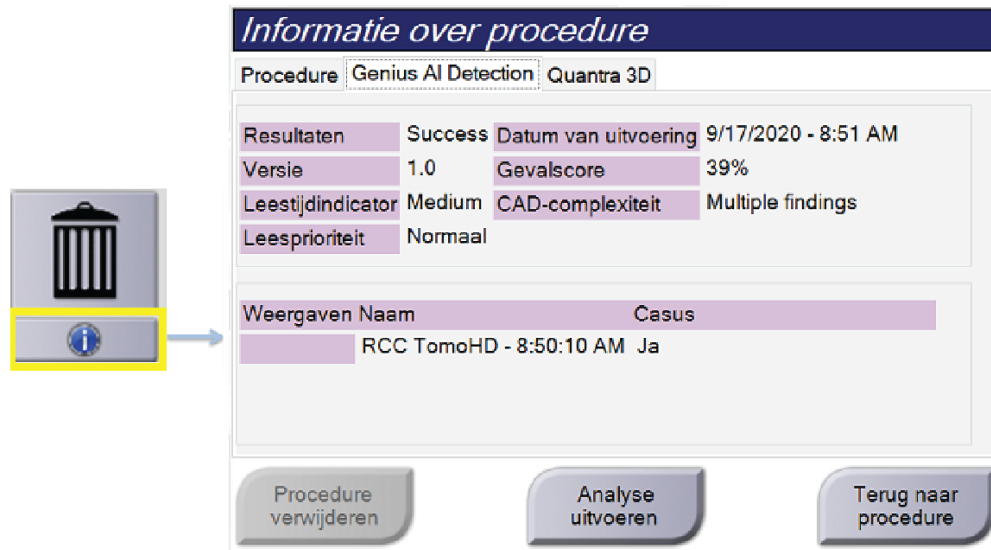 Informatie over procedure
Procedure Genius AI Detection Quantra 3D
Resultaten Success Datum van uitvoering 9/17/2020 - 8:51 AM
Versie 1.0 Gevalscore 39%
Leestijdindicator Medium CAD-complexiteit Multiple findings
Leesprioriteit Normaal
Weergaven Naam Casus
RCC TomoHD - 8:50:10 AM Ja
Procedure verwijderen
Analyse uitvoeren
Terug naar procedure